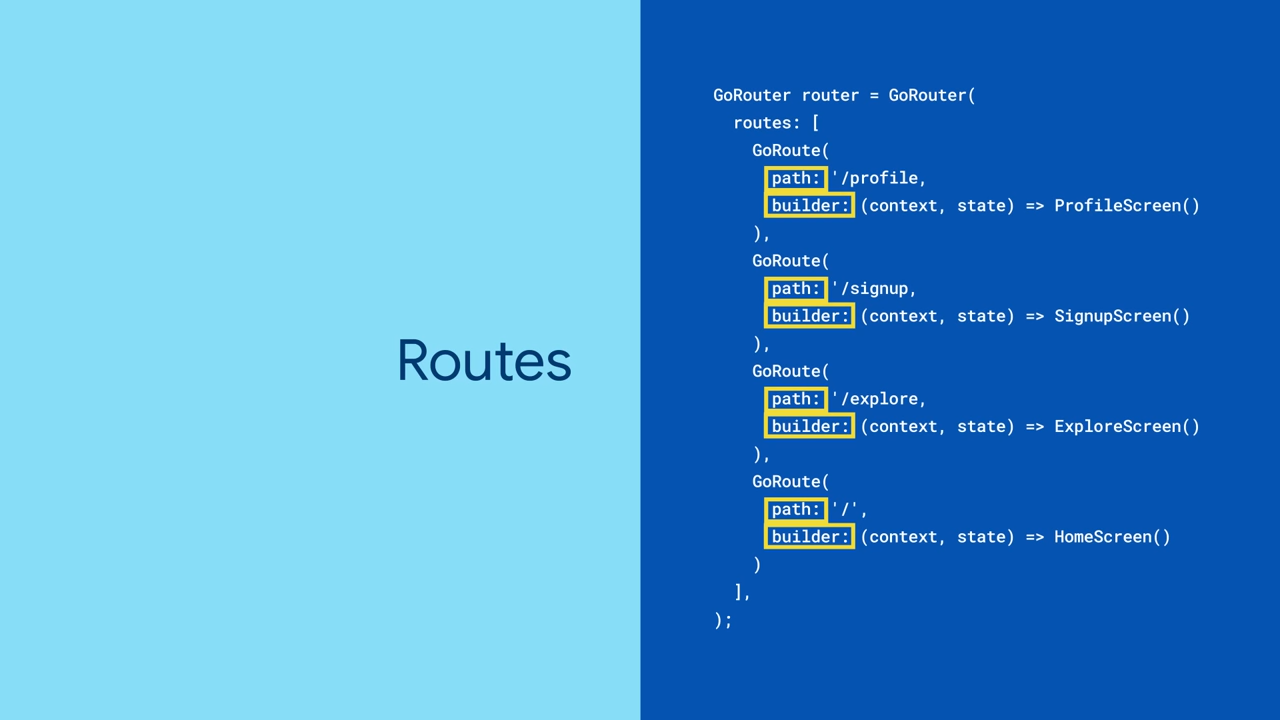 Routes
GoRouter router = GoRouter(
routes: [
GoRoute(
path: '/profile,
builder: (context, state) => ProfileScreen()
),
GoRoute(
path: '/signup,
builder: (context, state) => SignupScreen()
),
GoRoute(
path: '/explore,
builder: (context, state) => ExploreScreen()
),
GoRoute(
path: '/',
builder: (context, state) => HomeScreen()
)
],
);